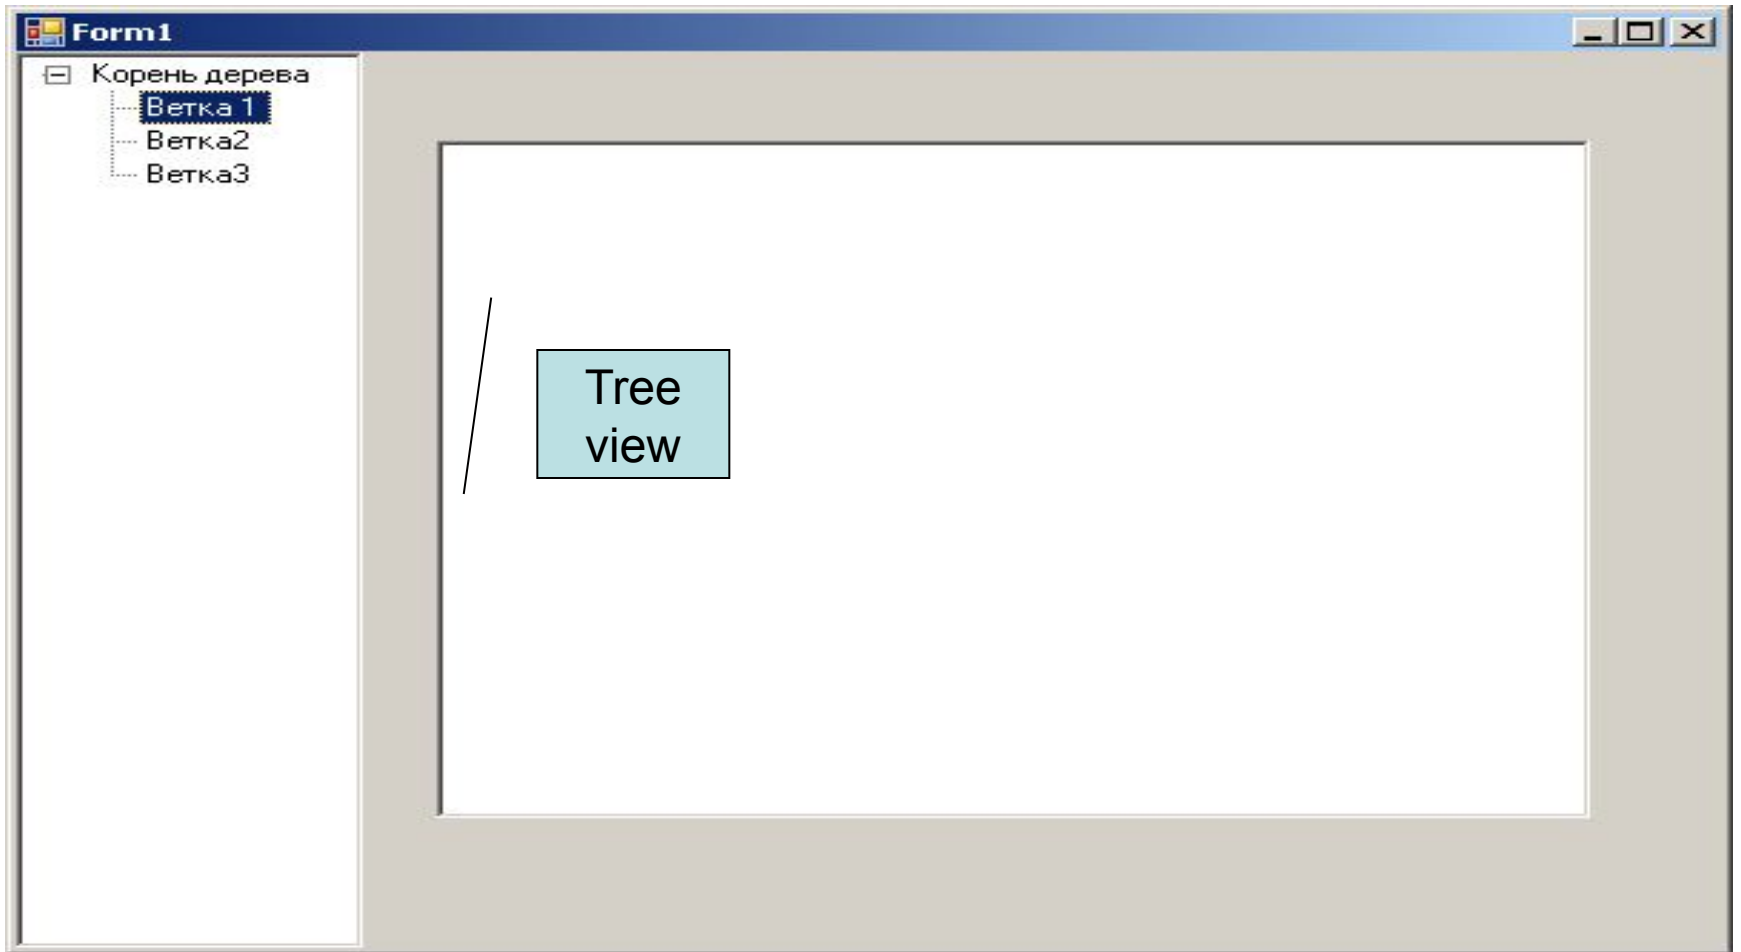 Form1
Корень дерева
Ветка 1
Ветка2
Ветка3
Tree
view